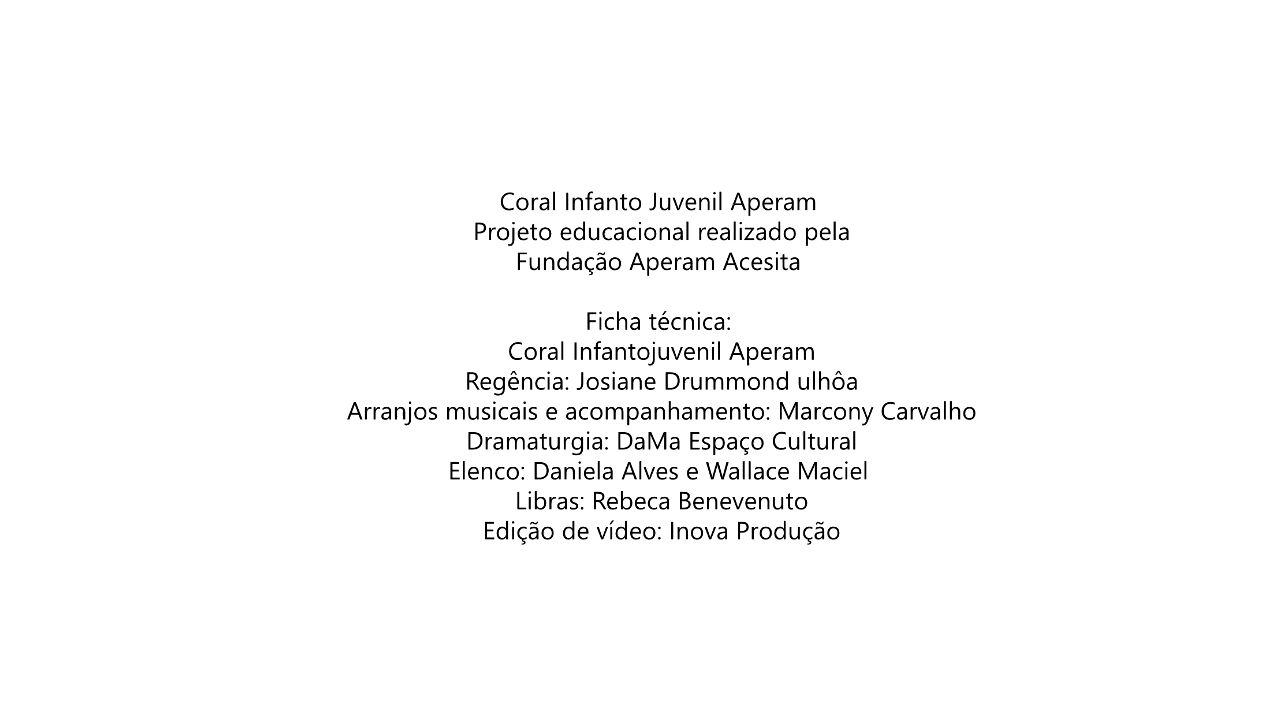 Coral Infanto Juvenil Aperam
Projeto educacional realizado pela
Fundação Aperam Acesita
Ficha técnica:
Coral Infantojuvenil Aperam
Regência: Josiane Drummond ulhôa
Arranjos musicais e acompanhamento: Marcony Carvalho
Dramaturgia: DaMa Espaço Cultural
Elenco: Daniela Alves e Wallace Maciel
Libras: Rebeca Benevenuto
Edição de vídeo: Inova Produção